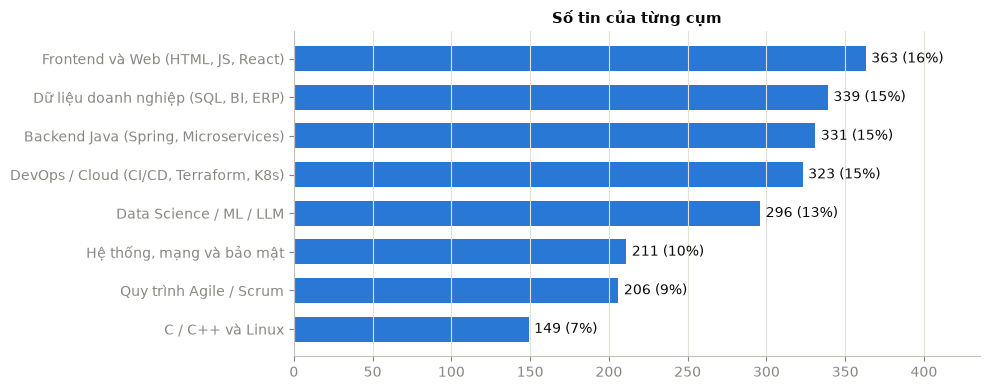 Số tin của từng cụm
Frontend và Web (HTML, JS, React) 363 (16%)
Dữ liệu doanh nghiệp (SQL, BI, ERP) 339 (15%)
Backend Java (Spring, Microservices) 331 (15%)
DevOps / Cloud (CI/CD, Terraform, K8s) 323 (15%)
Data Science / ML / LLM 296 (13%)
Hệ thống, mạng và bảo mật 211 (10%)
Quy trình Agile / Scrum 206 (9%)
C / C++ và Linux 149 (7%)
0 50 100 150 200 250 300 350 400